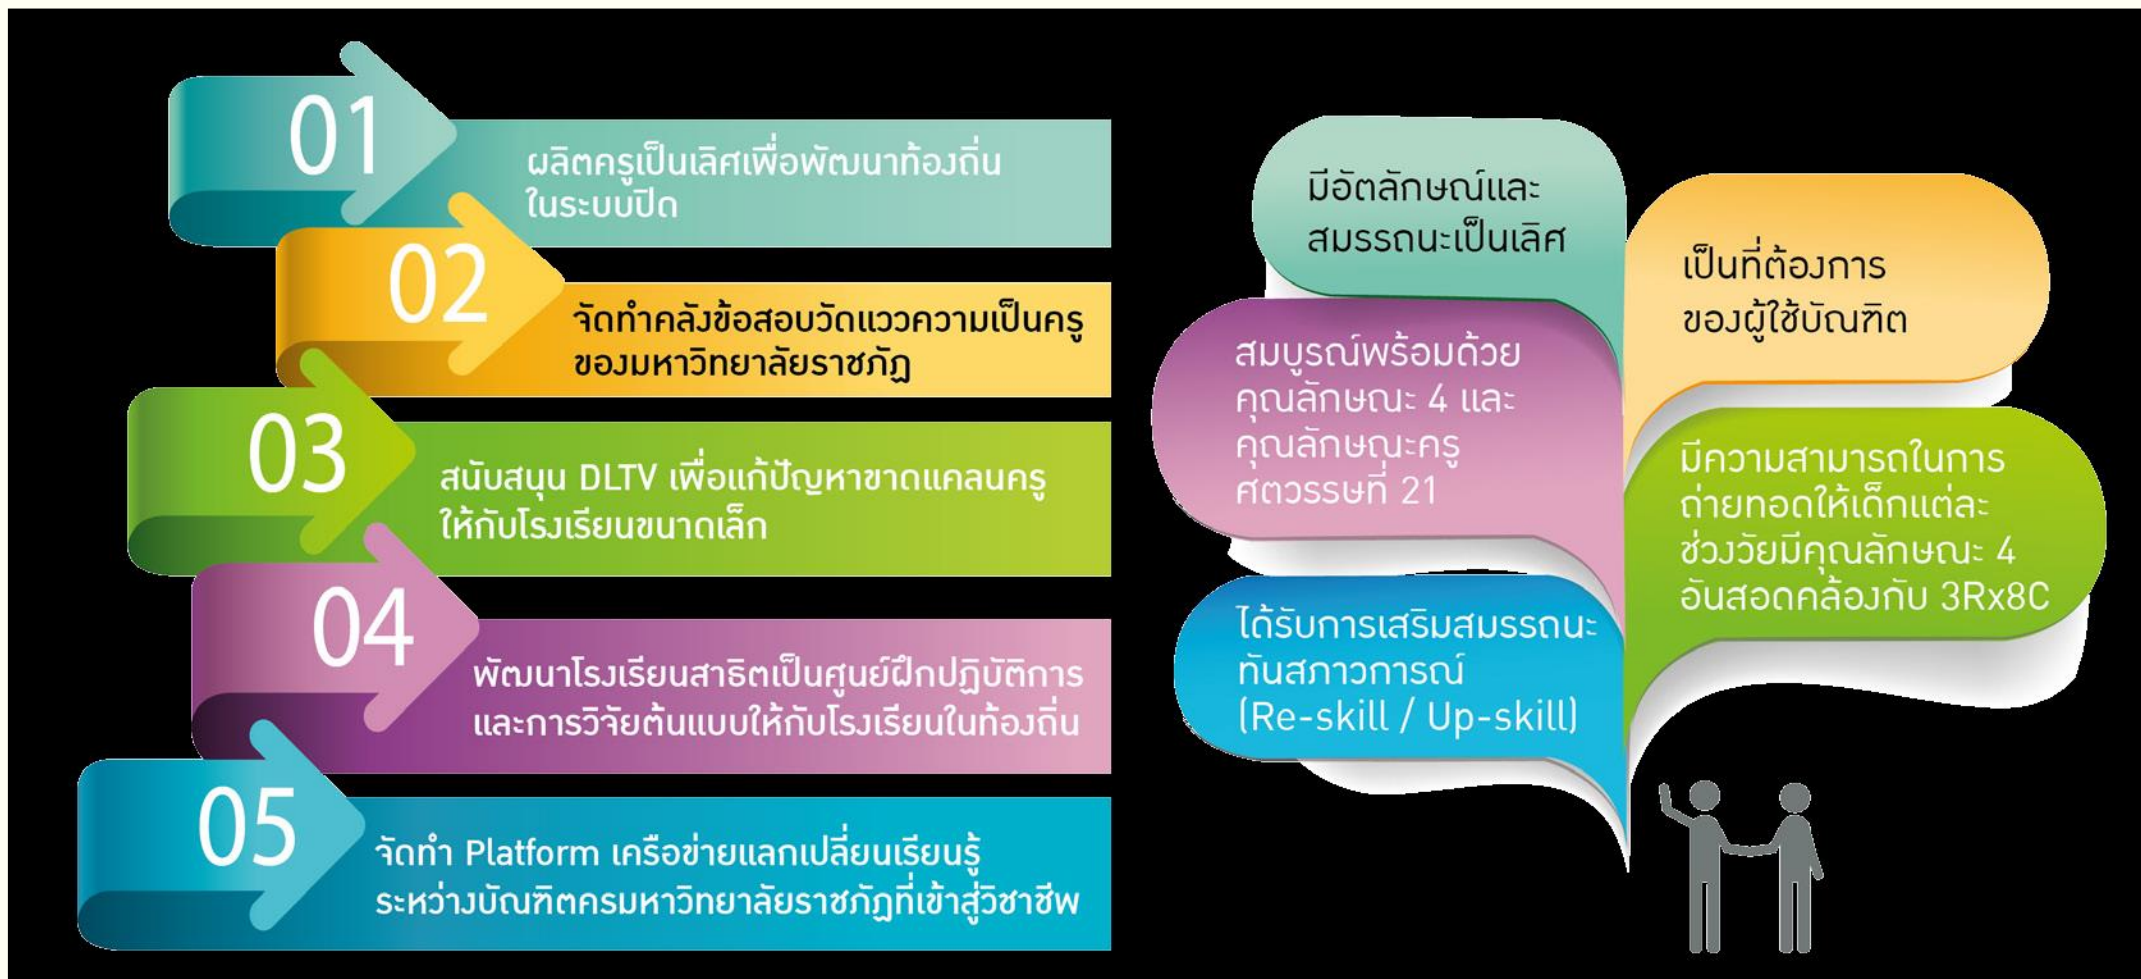 01
ผลิตครูเป็นเลิศเพื่อพัฒนาท้องถิ่น
ในระบบปิด
02
จัดทำคลังข้อสอบวัดแววความเป็นครู
ของมหาวิทยาลัยราชภัฏ
03
สนับสนุน DLTV เพื่อแก้ปัญหาขาดแคลนครู
ให้กับโรงเรียนขนาดเล็ก
04
พัฒนาโรงเรียนสาธิตเป็นศูนย์ฝึกปฏิบัติการ
และการวิจัยต้นแบบให้กับโรงเรียนในท้องถิ่น
05
จัดทำ Platform เครือข่ายแลกเปลี่ยนเรียนรู้
ระหว่างบัณฑิตครมหาวิทยาลัยราชภัฏที่เข้าสู่วิชาชีพ
มีอัตลักษณ์และ
สมรรถนะเป็นเลิศ
เป็นที่ต้องการ
ของผู้ใช้บัณฑิต
สมบูรณ์พร้อมด้วย
คุณลักษณะ 4 และ
คุณลักษณะครู
ศตวรรษที่ 21
มีความสามารถในการ
ถ่ายทอดให้เด็กแต่ละ
ช่วงวัยมีคุณลักษณะ 4
อันสอดคล้องกับ 3Rx8C
ได้รับการเสริมสมรรถนะ
ทันสภาวการณ์
(Re-skill / Up-skill)